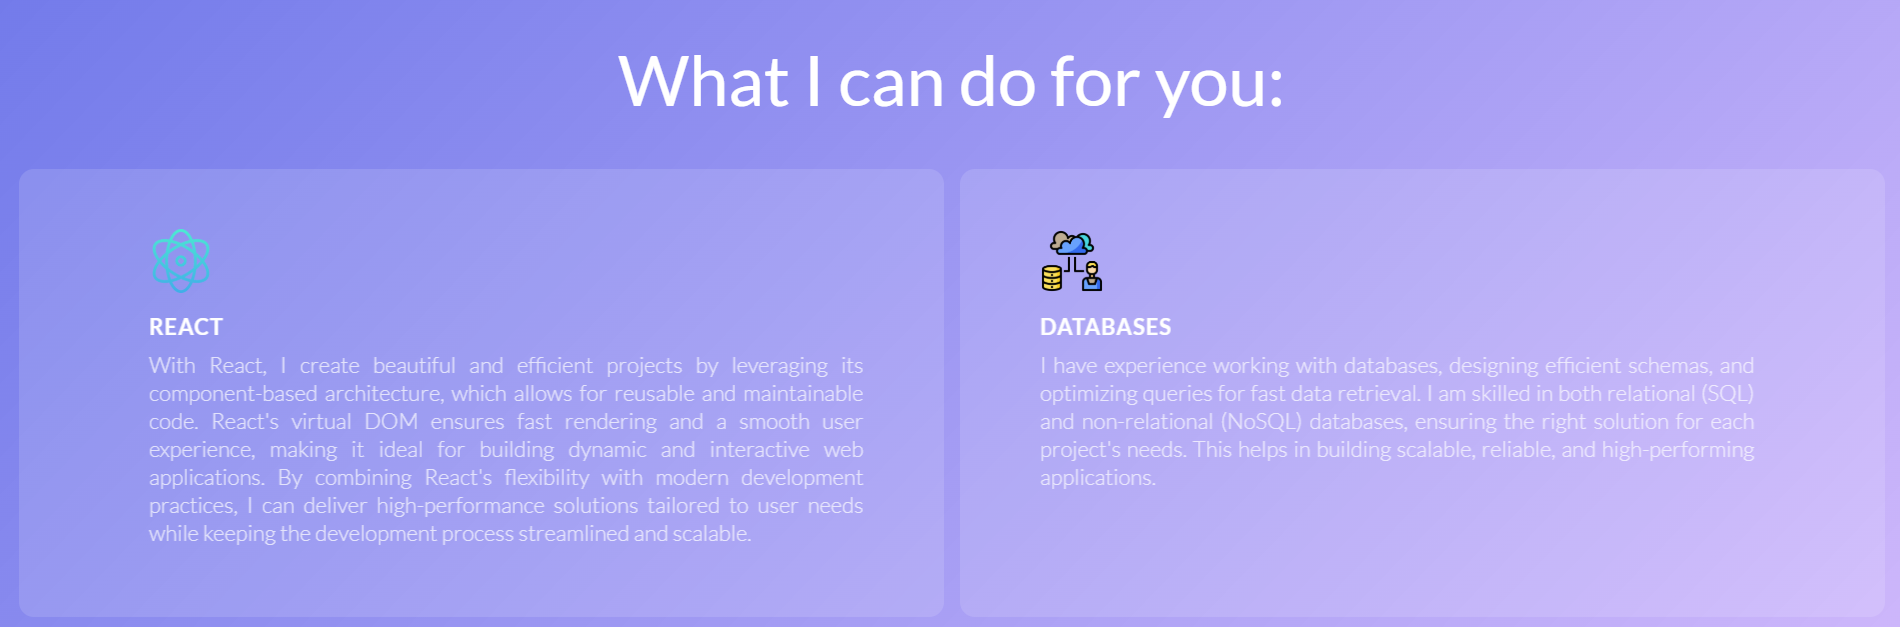 What I can do for you:
REACT
With React, I create beautiful and efficient projects by leveraging its
component-based architecture, which allows for reusable and maintainable
code. React's virtual DOM ensures fast rendering and a smooth user
experience, making it ideal for building dynamic and interactive web
applications. By combining React's flexibility with modern development
practices, I can deliver high-performance solutions tailored to user needs
while keeping the development process streamlined and scalable.
DATABASES
I have experience working with databases, designing efficient schemas, and
optimizing queries for fast data retrieval. I am skilled in both relational (SQL)
and non-relational (NoSQL) databases, ensuring the right solution for each
project's needs. This helps in building scalable, reliable, and high-performing
applications.